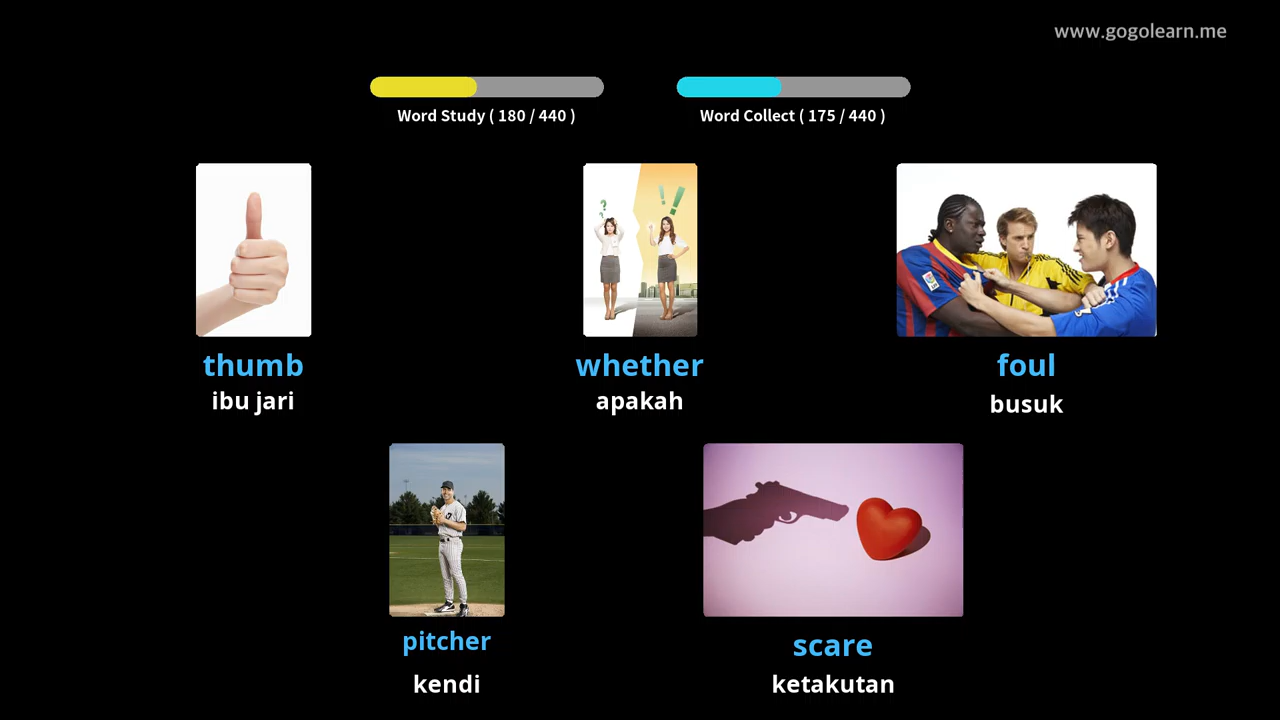 www.gogolearn.me
Word Study ( 180 / 440 )
Word Collect ( 175 / 440 )
thumb
ibu jari
whether
apakah
foul
busuk
pitcher
kendi
scare
ketakutan